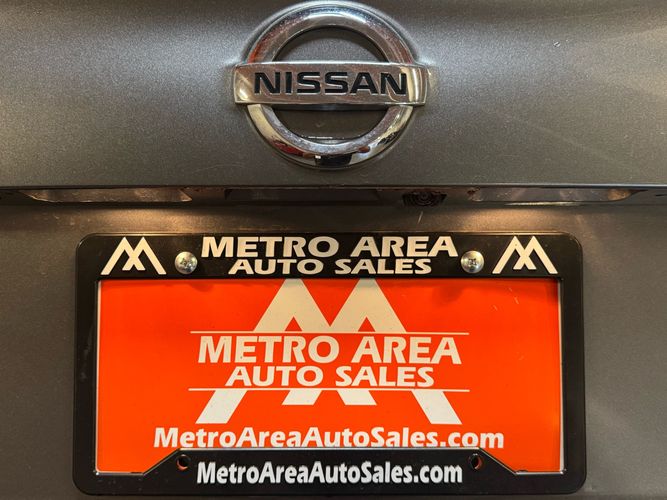 NISSAN
METRO AREA
AUTO SALES
METRO AREA
AUTO SALES
MetroAreaAutoSales.com
MetroAreaAutoSales.com